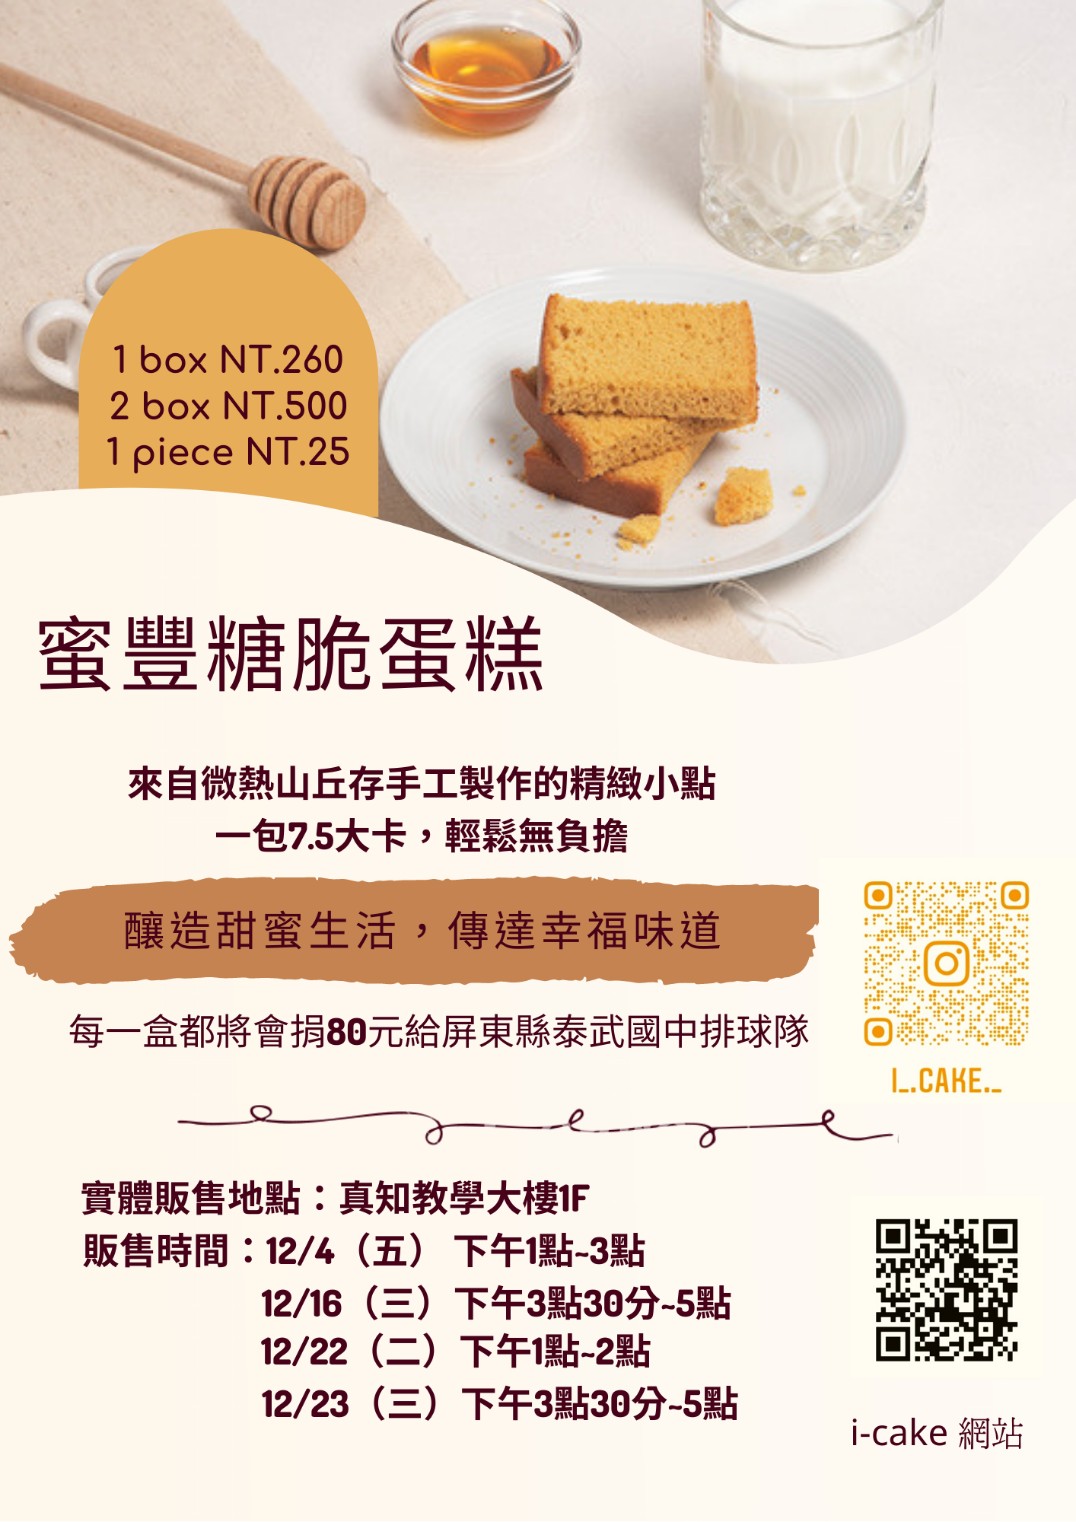 1 box NT.260
2 box NT.500
1 piece NT.25
蜜豐糖脆蛋糕
來自微熱山丘存手工製作的精緻小點
一包7.5大卡，輕鬆無負擔
釀造甜蜜生活，傳達幸福味道
每一盒都將會捐80元給屏東縣泰武國中排球隊
I_.CAKE._
實體販售地點：真知教學大樓1F
販售時間：12/4（五） 下午1點~3點
12/16（三）下午3點30分~5點
12/22（二）下午1點~2點
12/23（三）下午3點30分~5點
i-cake 網站